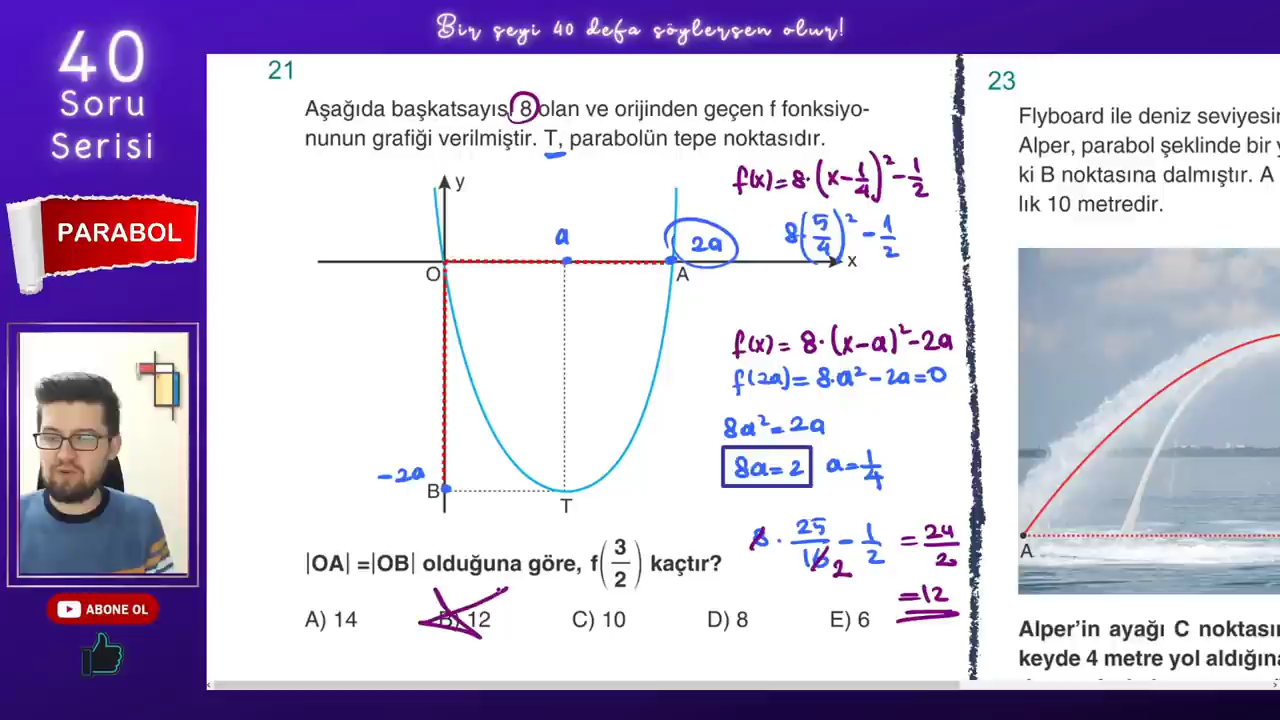 Bir şeyi 40 defa söylersen olur!
40
Soru
Serisi
PARABOL
ABONE OL
21
Aşağıda başkatsayısı 8 olan ve orijinden geçen f fonksiyo-
nunun grafiği verilmiştir. T, parabolün tepe noktasıdır.
f(x) = 8·(x-1/4)² - 1/2
8(5/4)² - 1/2
y
a
2a
x
O
A
f(x) = 8·(x-a)²-2a
f(2a) = 8·a²-2a=0
8a²=2a
8a=2 a=1/4
-2a
B
T
8·25/16 2 - 1/2 = 24/2
=12
|OA| =|OB| olduğuna göre, f(3/2) kaçtır?
A) 14 B) 12 C) 10 D) 8 E) 6
23
Flyboard ile deniz seviyesin
Alper, parabol şeklinde bir y
ki B noktasına dalmıştır. A
lık 10 metredir.
A
Alper'in ayağı C noktası
keyde 4 metre yol aldığına